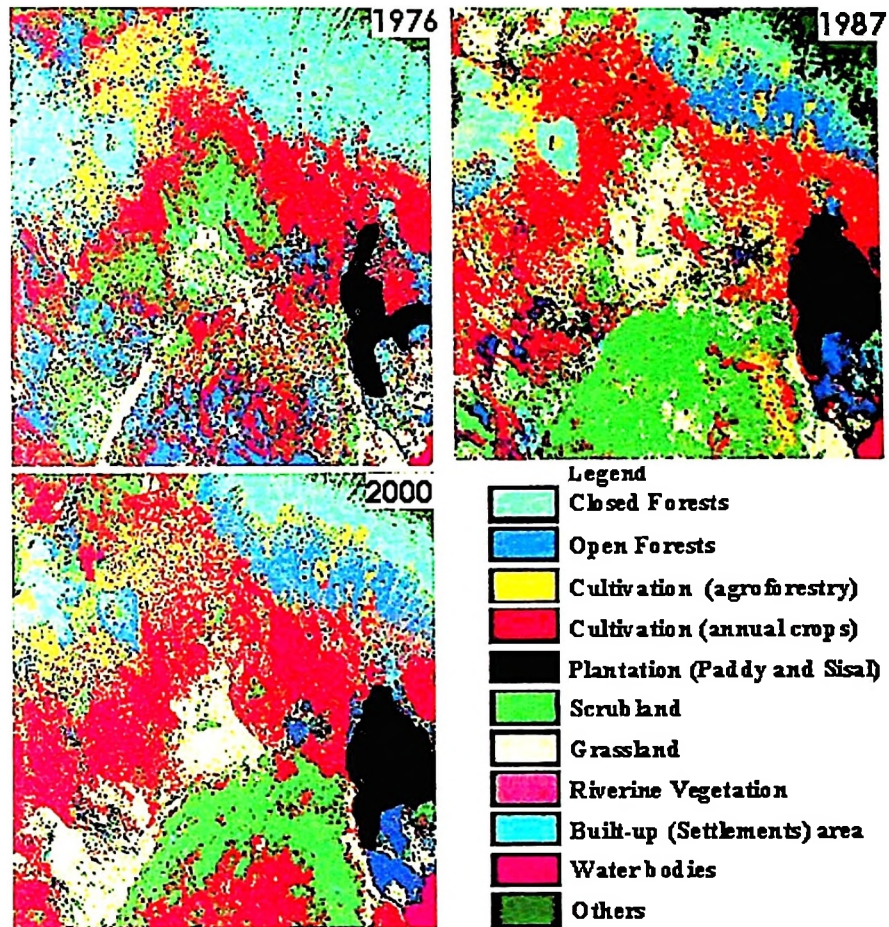 1976
1987
2000
Legend
Closed Forests
Open Forests
Cultivation (agroforestry)
Cultivation (annual crops)
Plantation (Paddy and Sisal)
Scrubland
Grassland
Riverine Vegetation
Built-up (Settlements) area
Water bodies
Others